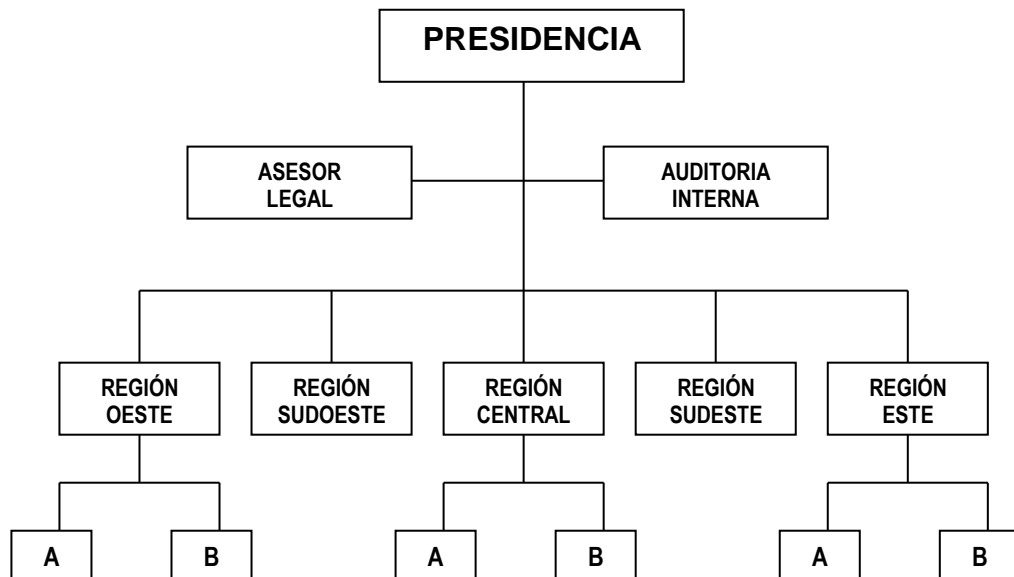 PRESIDENCIA
ASESOR
LEGAL
AUDITORIA
INTERNA
REGIÓN
OESTE
REGIÓN
SUDOESTE
REGIÓN
CENTRAL
REGIÓN
SUDESTE
REGIÓN
ESTE
A
B
A
B
A
B